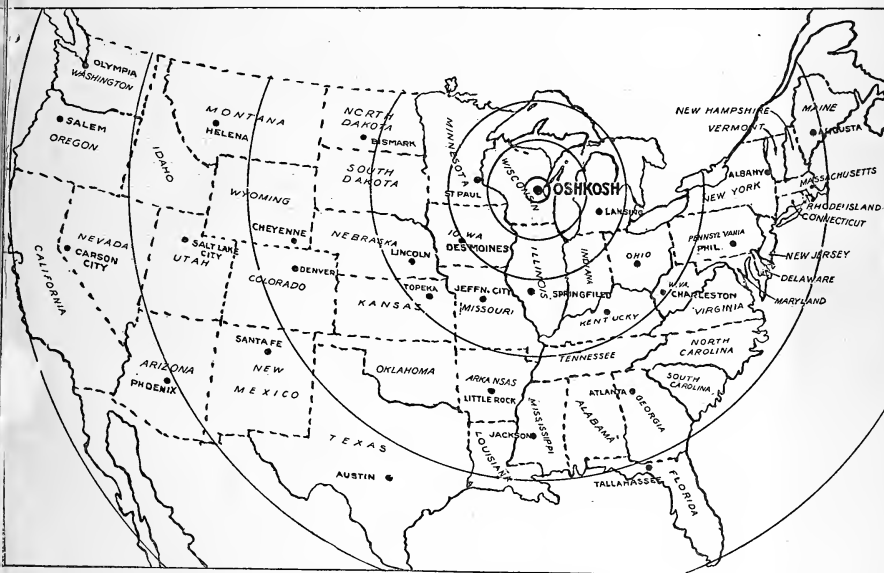 OLYMPIA
WASHINGTON
SALEM
OREGON
MONTANA
HELENA
IDAHO
NORTH
DAKOTA
BISMARK
SOUTH
DAKOTA
MINNESOTA
ST PAUL
WISCONSIN
OSHKOSH
LANSING
NEW HAMPSHIRE
VERMONT
MAINE
AUGUSTA
ALBANY
NEW YORK
MASSACHUSETTS
RHODE ISLAND
CONNECTICUT
WYOMING
CHEYENNE
NEBRASKA
LINCOLN
IOWA
DES MOINES
ILLINOIS
SPRINGFILED
INDIANA
OHIO
PENNSYLVANIA
PHIL.
NEW JERSEY
DELAWARE
MARYLAND
NEVADA
CARSON
CITY
CALIFORNIA
SALT LAKE
CITY
UTAH
DENVER
COLORADO
TOPEKA
KANSAS
JEFFN. CITY
MISSOURI
KENTUCKY
W.VA.
CHARLESTON
VIRGINIA
ARIZONA
PHOENIX
SANTA FE
NEW
MEXICO
OKLAHOMA
ARKANSAS
LITTLE ROCK
TENNESSEE
NORTH
CAROLINA
SOUTH
CAROLINA
ATLANTA
GEORGIA
ALABAMA
MISSISSIPPI
JACKSON
LOUISIANA
TEXAS
AUSTIN
TALLAHASSEE
FLORIDA